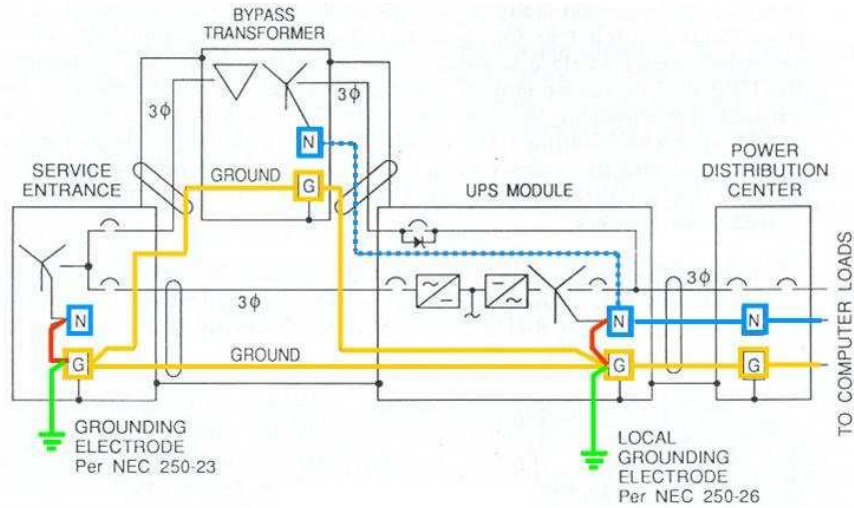 BYPASS
TRANSFORMER
3ϕ
3ϕ
N
SERVICE
ENTRANCE
GROUND
G
UPS MODULE
POWER
DISTRIBUTION
CENTER
3ϕ
3ϕ
N
N
N
GROUND
G
G
G
TO COMPUTER LOADS
GROUNDING
ELECTRODE
Per NEC 250-23
LOCAL
GROUNDING
ELECTRODE
Per NEC 250-26